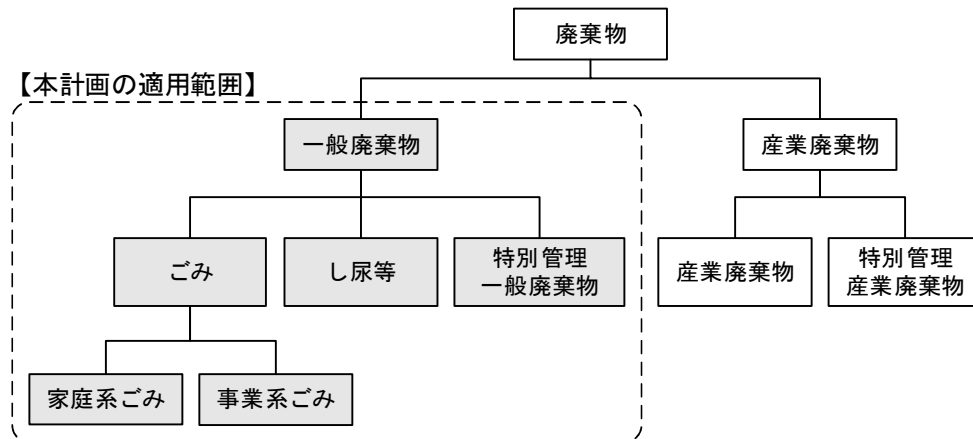 廃棄物
【本計画の適用範囲】
一般廃棄物
産業廃棄物
ごみ
し尿等
特別管理
一般廃棄物
産業廃棄物
特別管理
産業廃棄物
家庭系ごみ
事業系ごみ